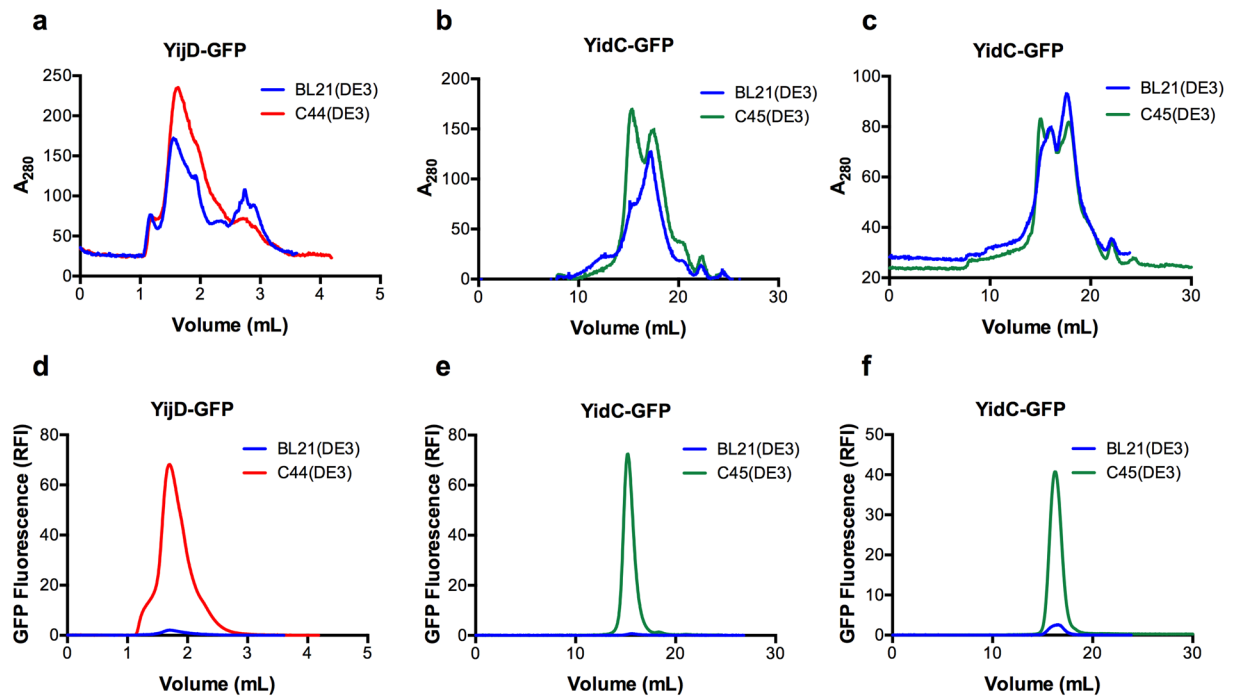 a
YijD-GFP
250
200
150
100
50
0
A280
BL21(DE3)
C44(DE3)
0 1 2 3 4 5
Volume (mL)
b
YidC-GFP
200
150
100
50
0
A280
BL21(DE3)
C45(DE3)
0 10 20 30
Volume (mL)
c
YidC-GFP
100
80
60
40
20
A280
BL21(DE3)
C45(DE3)
0 10 20 30
Volume (mL)
d
YijD-GFP
80
60
40
20
0
GFP Fluorescence (RFI)
BL21(DE3)
C44(DE3)
0 1 2 3 4 5
Volume (mL)
e
YidC-GFP
80
60
40
20
0
GFP Fluorescence (RFI)
BL21(DE3)
C45(DE3)
0 10 20 30
Volume (mL)
f
YidC-GFP
50
40
30
20
10
0
GFP Fluorescence (RFI)
BL21(DE3)
C45(DE3)
0 10 20 30
Volume (mL)